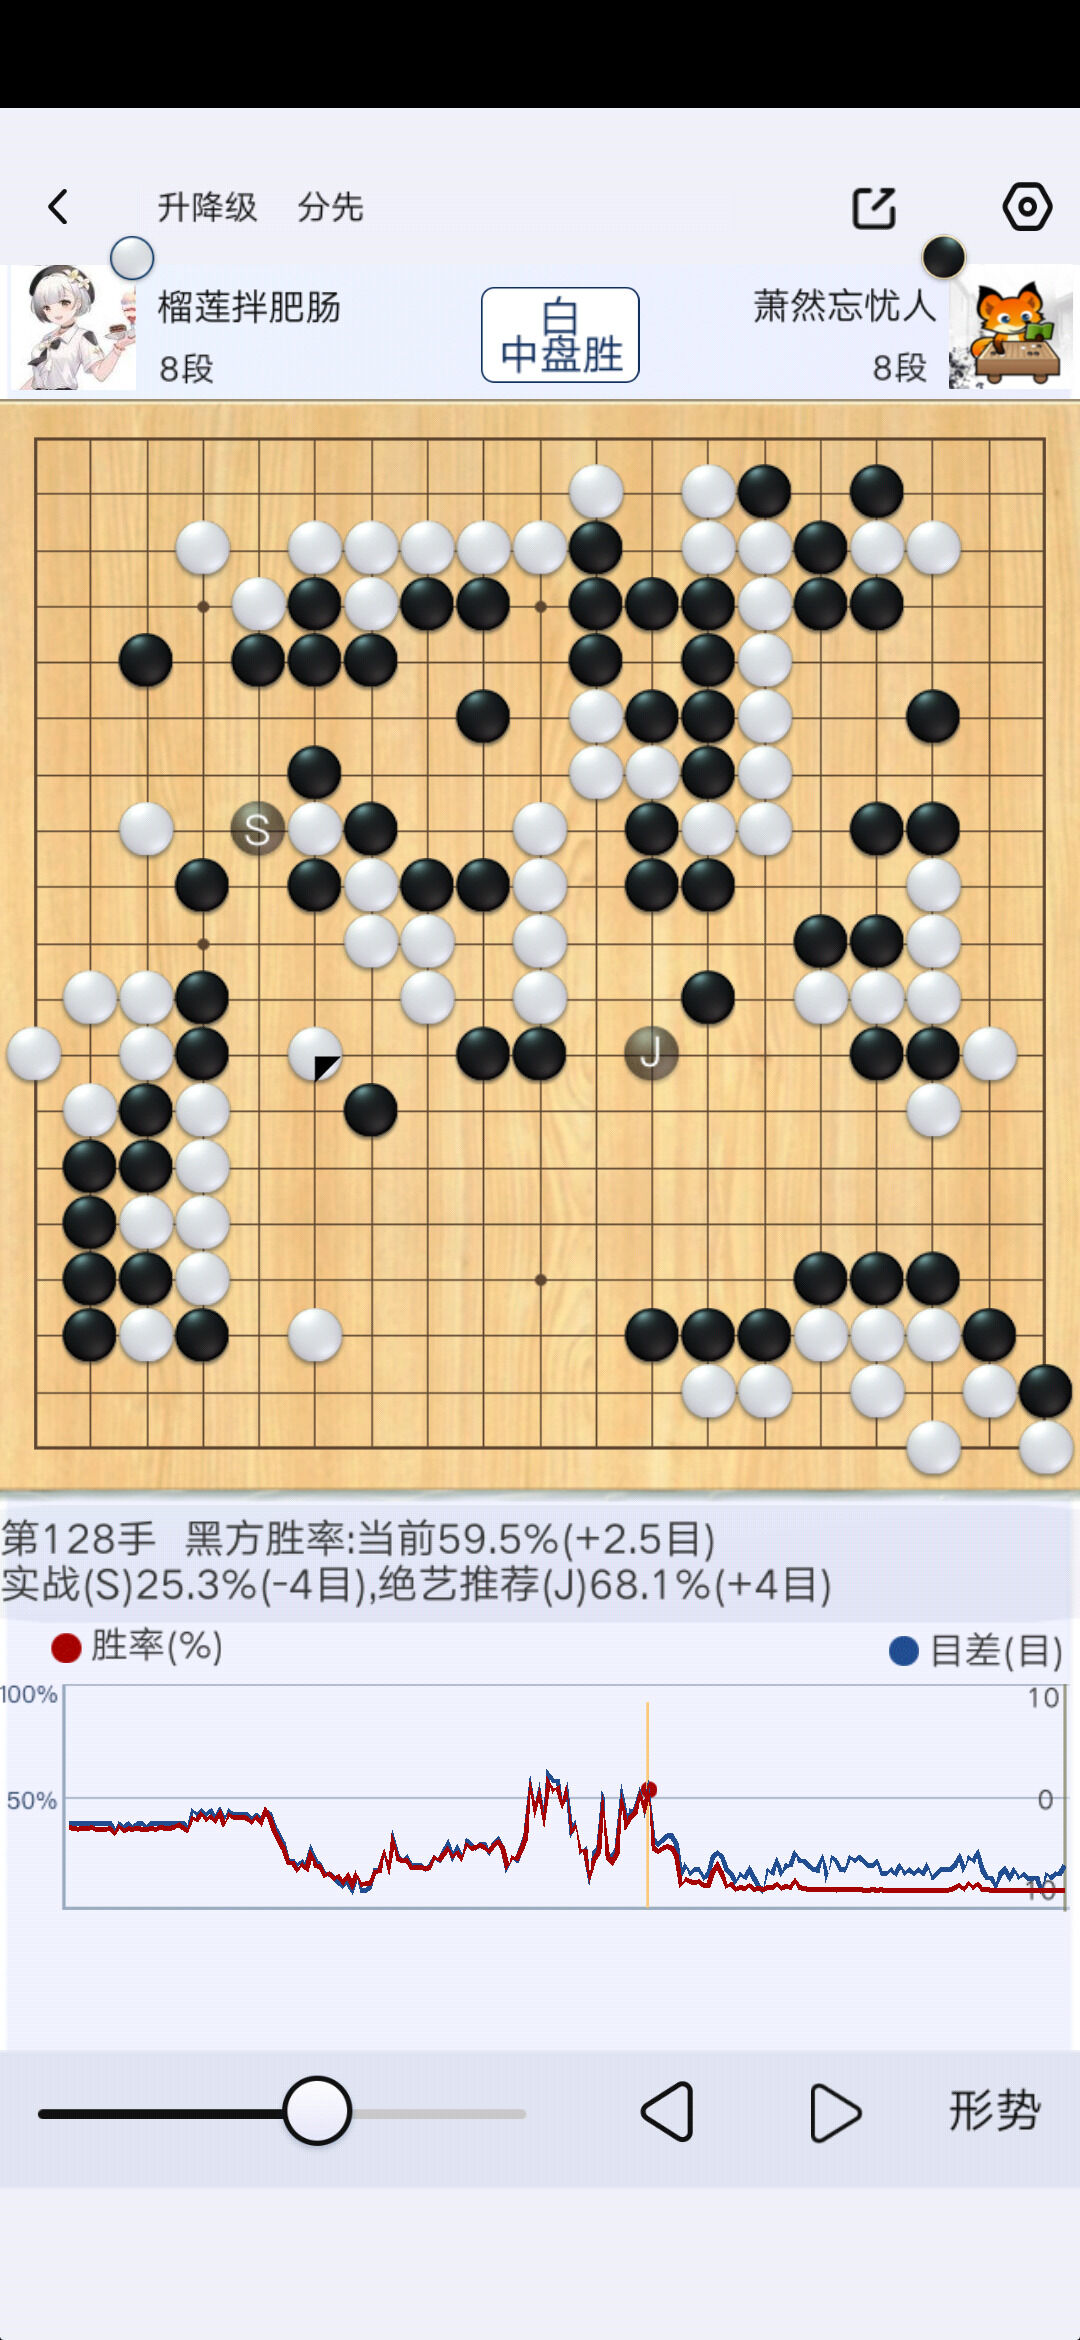 升降级 分先
榴莲拌肥肠
8段
白
中盘胜
萧然忘忧人
8段
S
J
第128手 黑方胜率:当前59.5%(+2.5目)
实战(S)25.3%(-4目),绝艺推荐(J)68.1%(+4目)
胜率(%)
目差(目)
100%
10
50%
0
10
形势